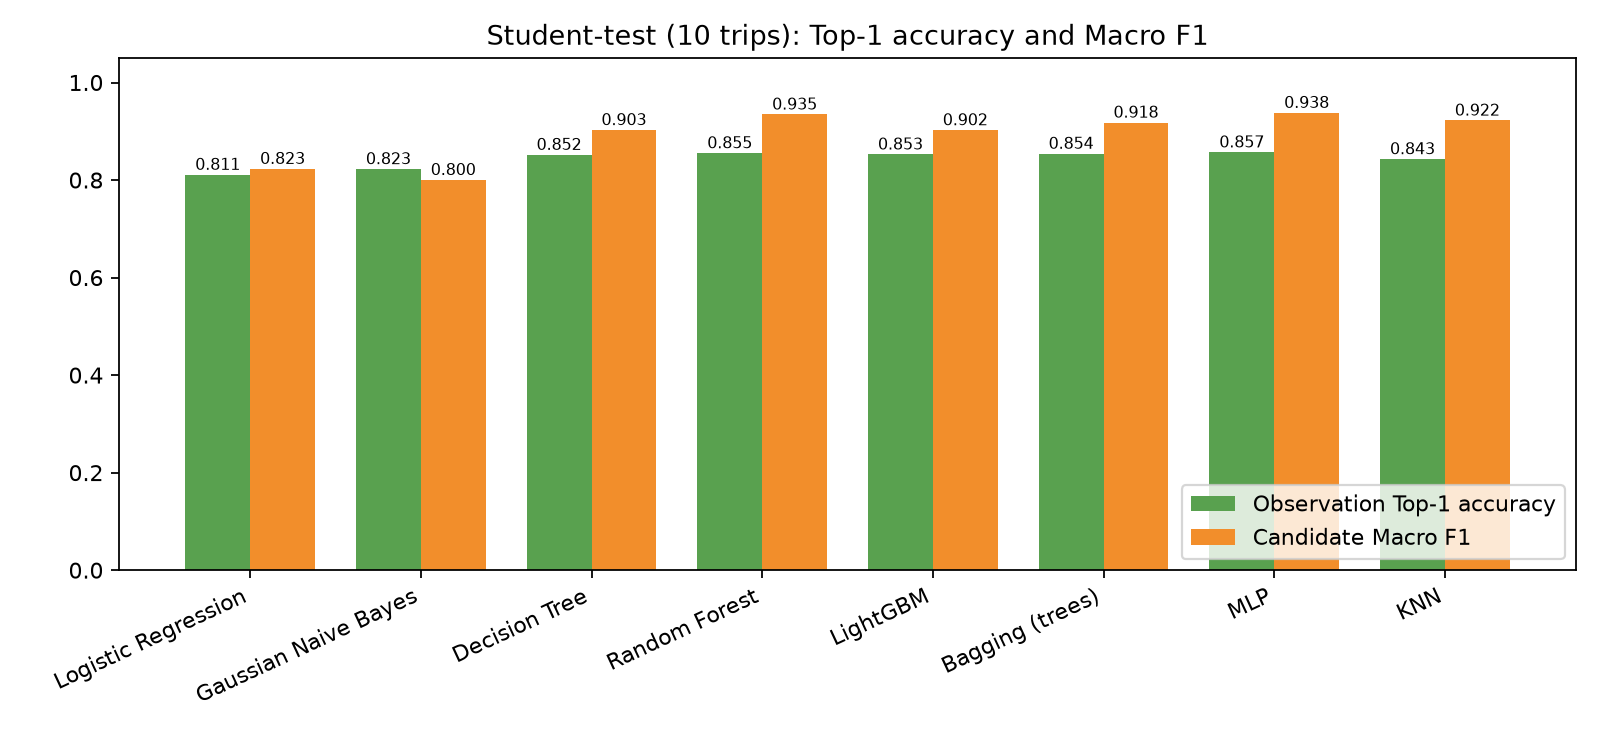 Student-test (10 trips): Top-1 accuracy and Macro F1
1.0
0.8
0.6
0.4
0.2
0.0
0.811
0.823
0.823
0.800
0.852
0.903
0.855
0.935
0.853
0.902
0.854
0.918
0.857
0.938
0.843
0.922
Observation Top-1 accuracy
Candidate Macro F1
Logistic Regression
Gaussian Naive Bayes
Decision Tree
Random Forest
LightGBM
Bagging (trees)
MLP
KNN